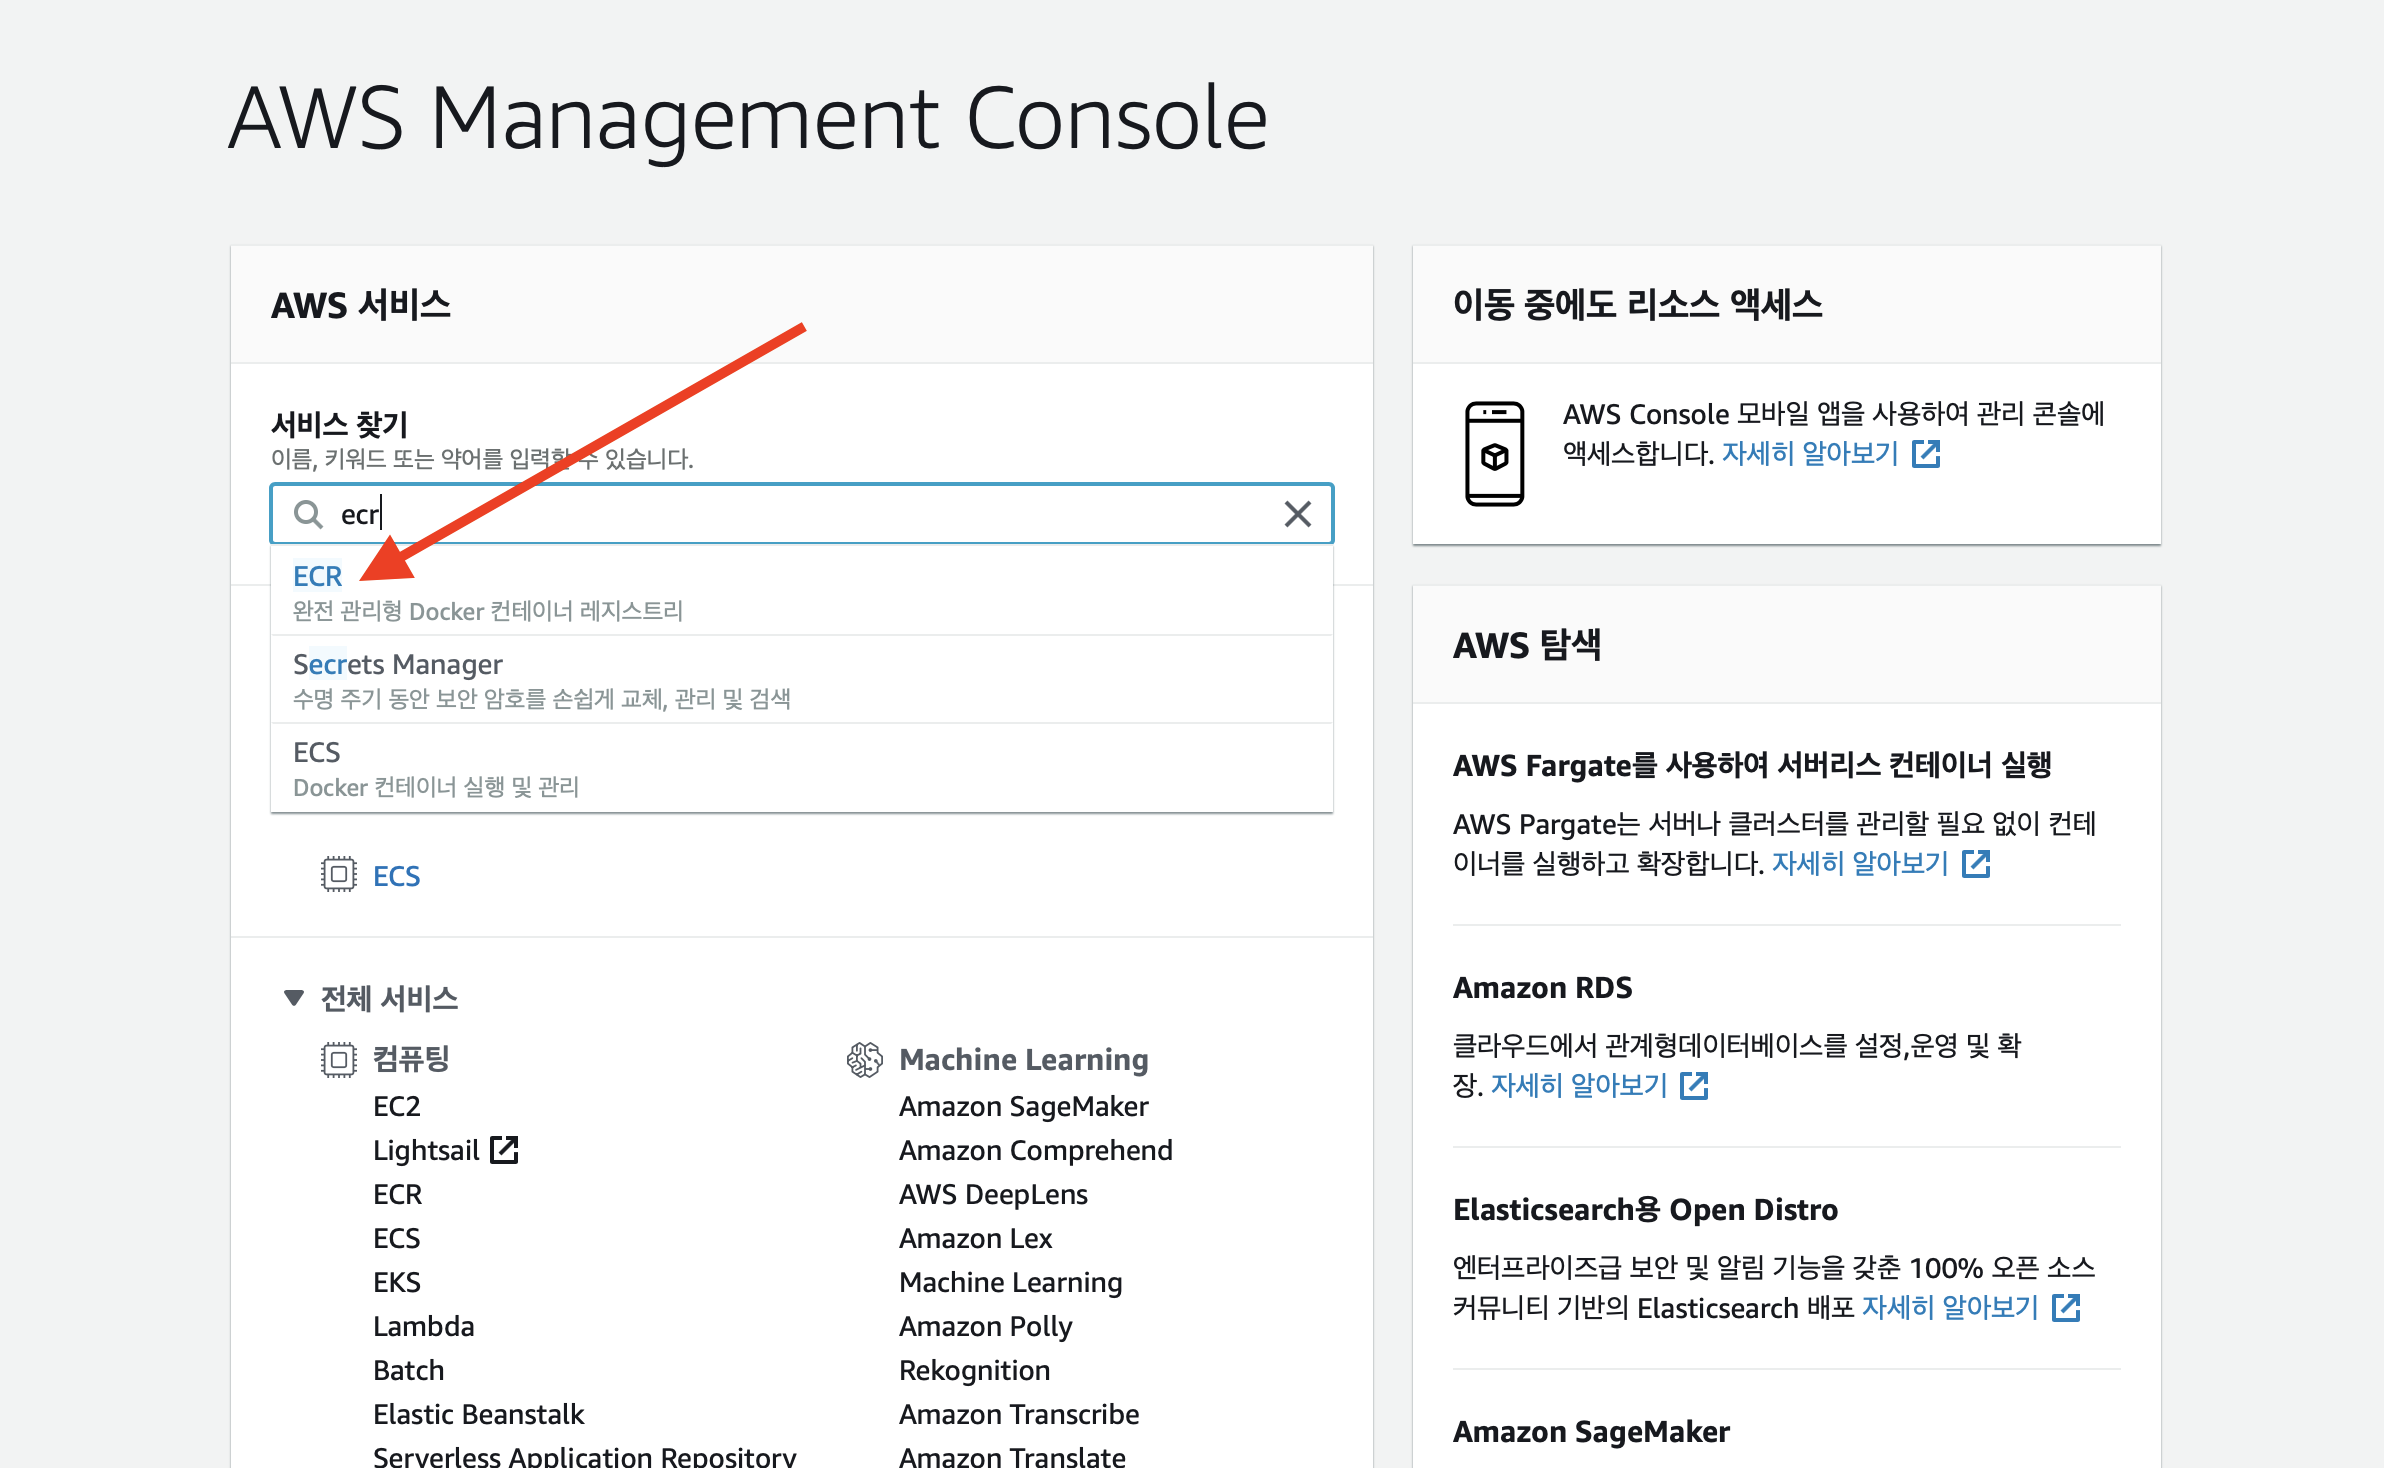 AWS Management Console
AWS 서비스
서비스 찾기
이름, 키워드 또는 약어를 입력할 수 있습니다.
ecr
ECR
완전 관리형 Docker 컨테이너 레지스트리
Secrets Manager
수명 주기 동안 보안 암호를 손쉽게 교체, 관리 및 검색
ECS
Docker 컨테이너 실행 및 관리
ECS
전체 서비스
컴퓨팅
EC2
Lightsail
ECR
ECS
EKS
Lambda
Batch
Elastic Beanstalk
Serverless Application Repository
Machine Learning
Amazon SageMaker
Amazon Comprehend
AWS DeepLens
Amazon Lex
Machine Learning
Amazon Polly
Rekognition
Amazon Transcribe
Amazon Translate
이동 중에도 리소스 액세스
AWS Console 모바일 앱을 사용하여 관리 콘솔에
액세스합니다. 자세히 알아보기
AWS 탐색
AWS Fargate를 사용하여 서버리스 컨테이너 실행
AWS Pargate는 서버나 클러스터를 관리할 필요 없이 컨테
이너를 실행하고 확장합니다. 자세히 알아보기
Amazon RDS
클라우드에서 관계형데이터베이스를 설정,운영 및 확
장. 자세히 알아보기
Elasticsearch용 Open Distro
엔터프라이즈급 보안 및 알림 기능을 갖춘 100% 오픈 소스
커뮤니티 기반의 Elasticsearch 배포 자세히 알아보기
Amazon SageMaker